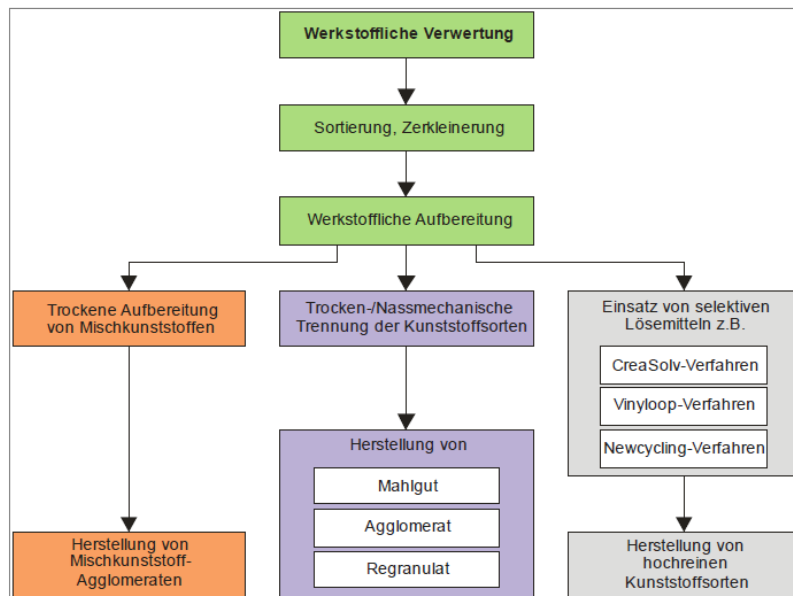 Werkstoffliche Verwertung
Sortierung, Zerkleinerung
Werkstoffliche Aufbereitung
Trockene Aufbereitung
von Mischkunststoffen
Trocken-/Nassmechanische
Trennung der Kunststoffsorten
Einsatz von selektiven
Lösemitteln z.B.
CreaSolv-Verfahren
Vinyloop-Verfahren
Newcycling-Verfahren
Herstellung von
Mahlgut
Agglomerat
Regranulat
Herstellung von
Mischkunststoff-
Agglomeraten
Herstellung von
hochreinen
Kunststoffsorten